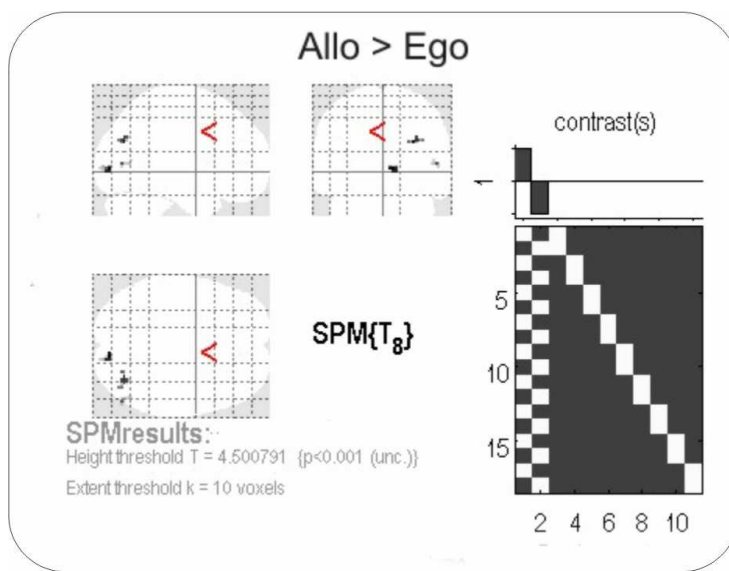 Allo > Ego
contrast(s)
1
SPM{T8}
5
10
15
2 4 6 8 10
SPMresults:
Height threshold T = 4.500791 {p<0.001 (unc.)}
Extent threshold k = 10 voxels